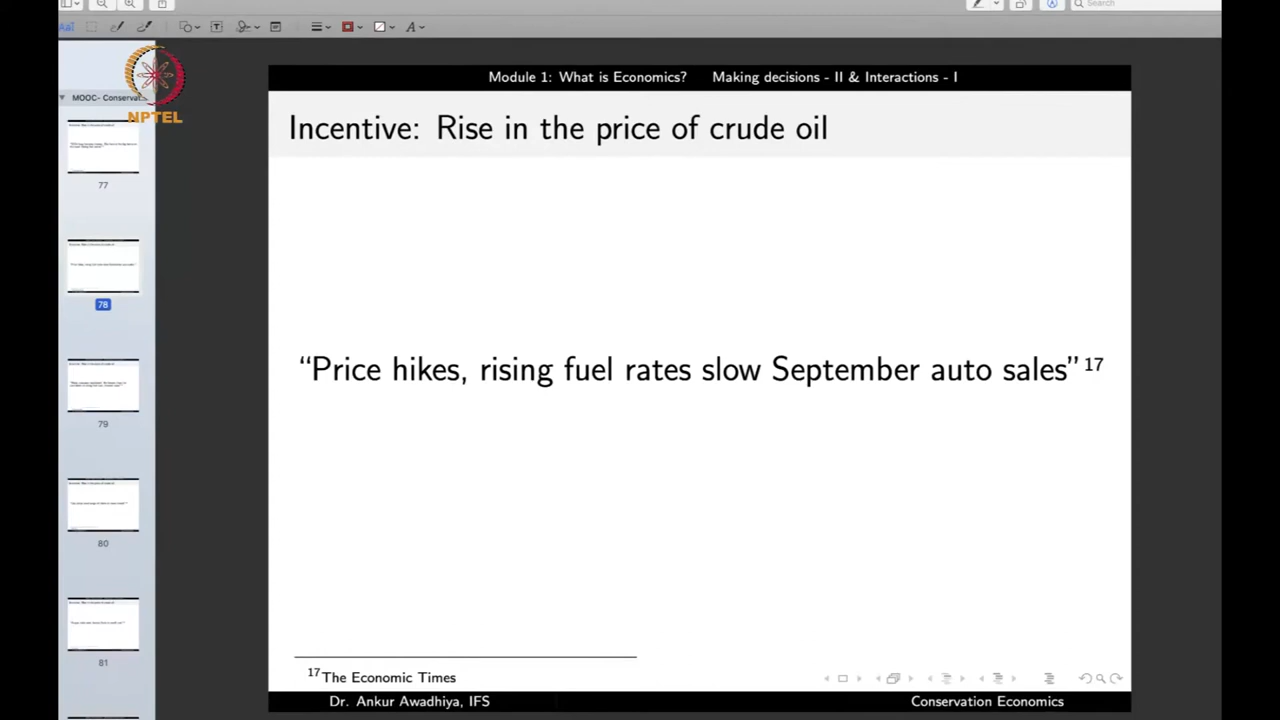 Search
MOOC- Conservat...
NPTEL
77
78
79
80
81
Module 1: What is Economics? Making decisions - II & Interactions - I
Incentive: Rise in the price of crude oil
“Price hikes, rising fuel rates slow September auto sales”17
17The Economic Times
Dr. Ankur Awadhiya, IFS Conservation Economics